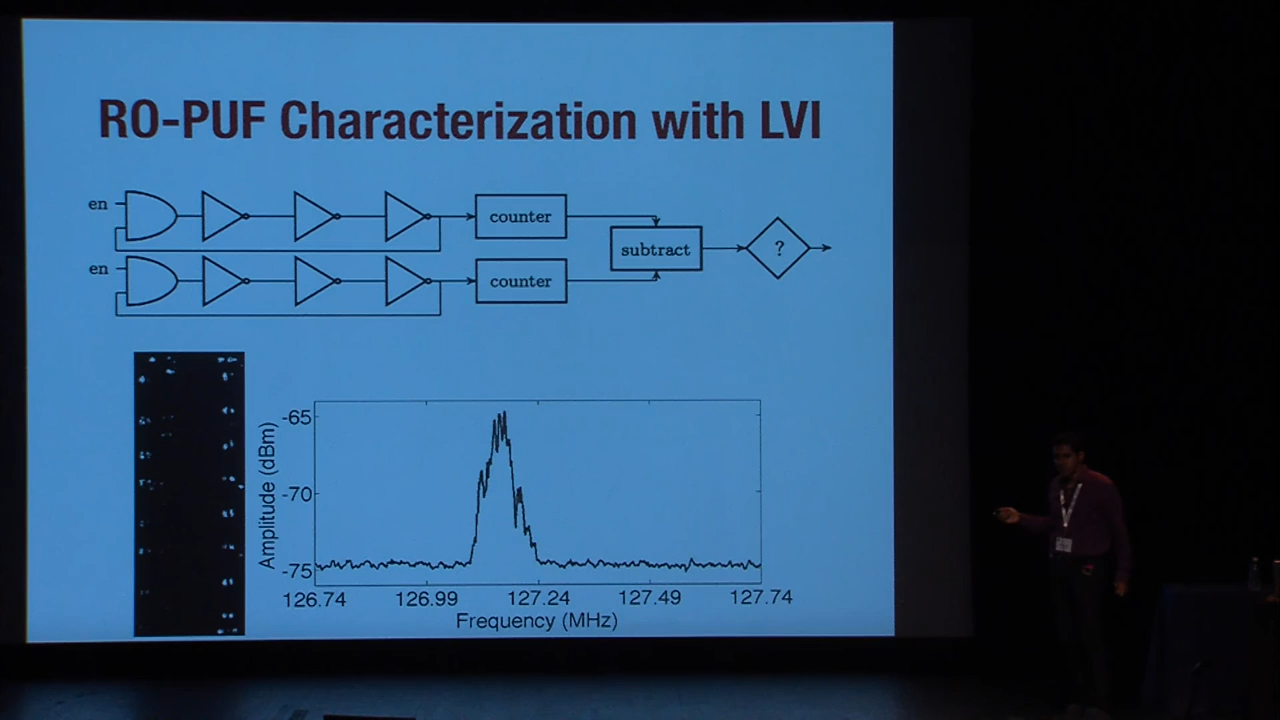 RO-PUF Characterization with LVI
en
counter
subtract
?
en
counter
Amplitude (dBm)
-65
-70
-75
126.74 126.99 127.24 127.49 127.74
Frequency (MHz)